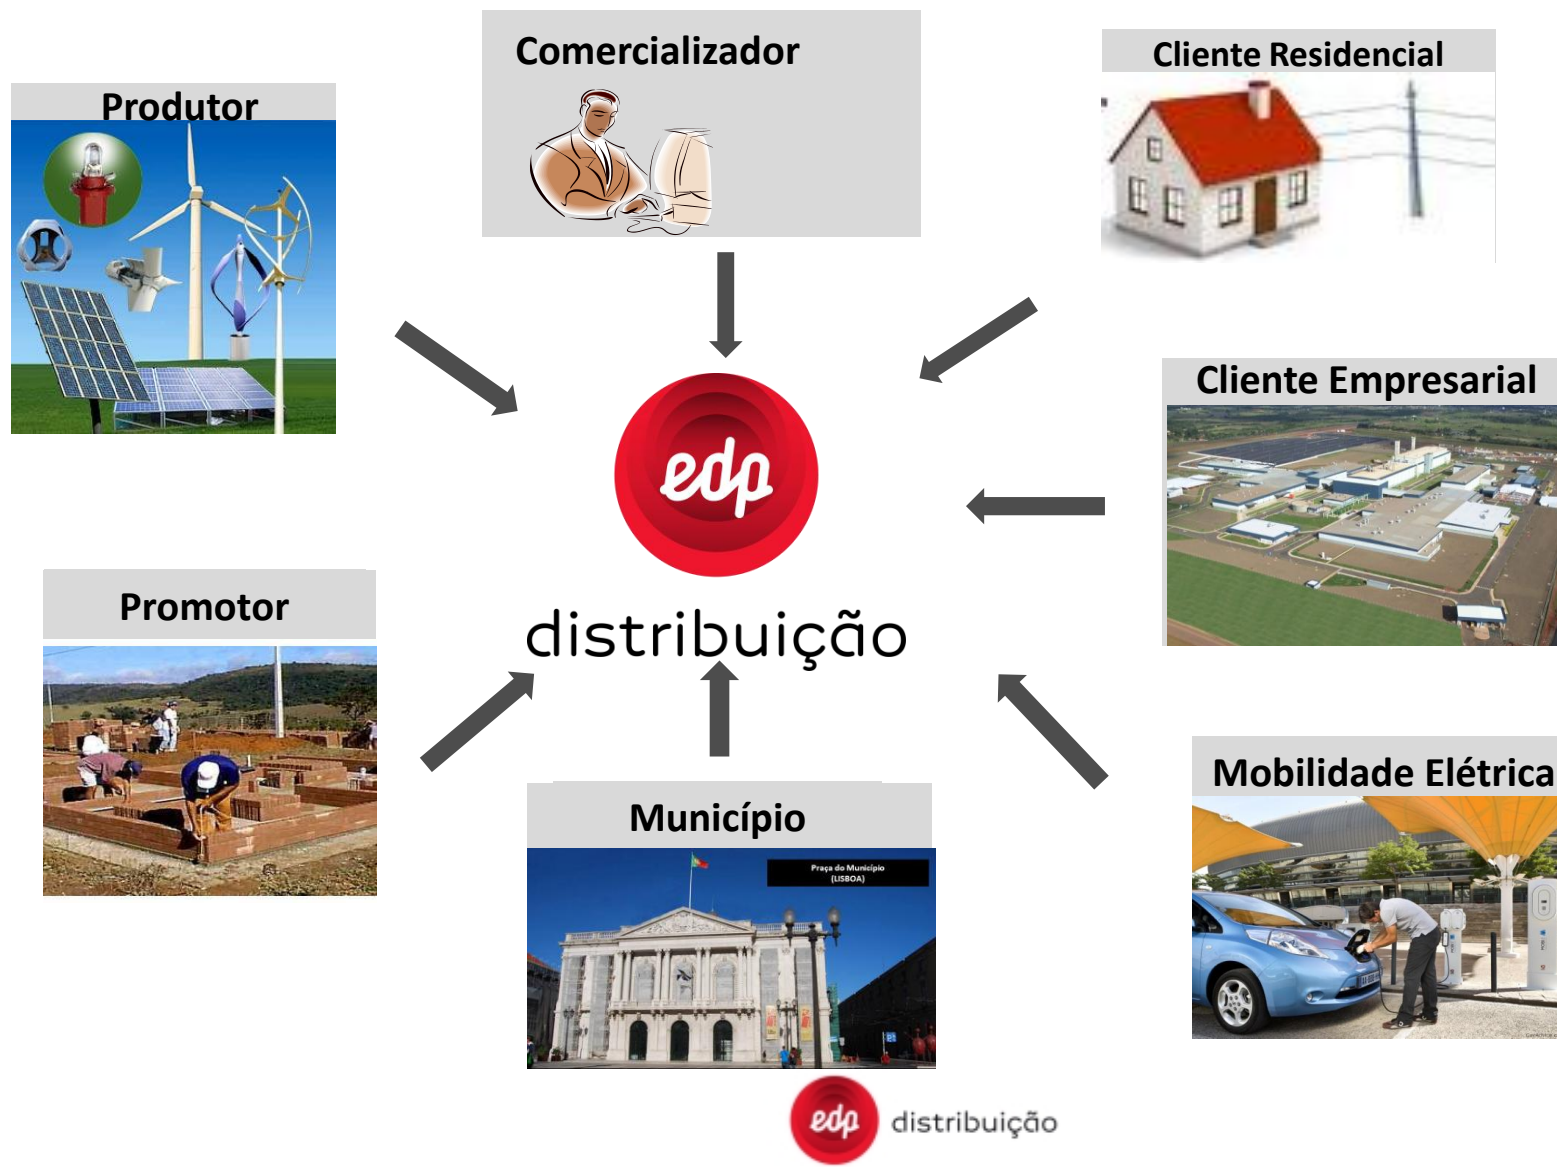 Comercializador
Cliente Residencial
Produtor
Cliente Empresarial
edp
distribuição
Promotor
Mobilidade Elétrica
Município
Praça do Município
(LISBOA)
edp
distribuição